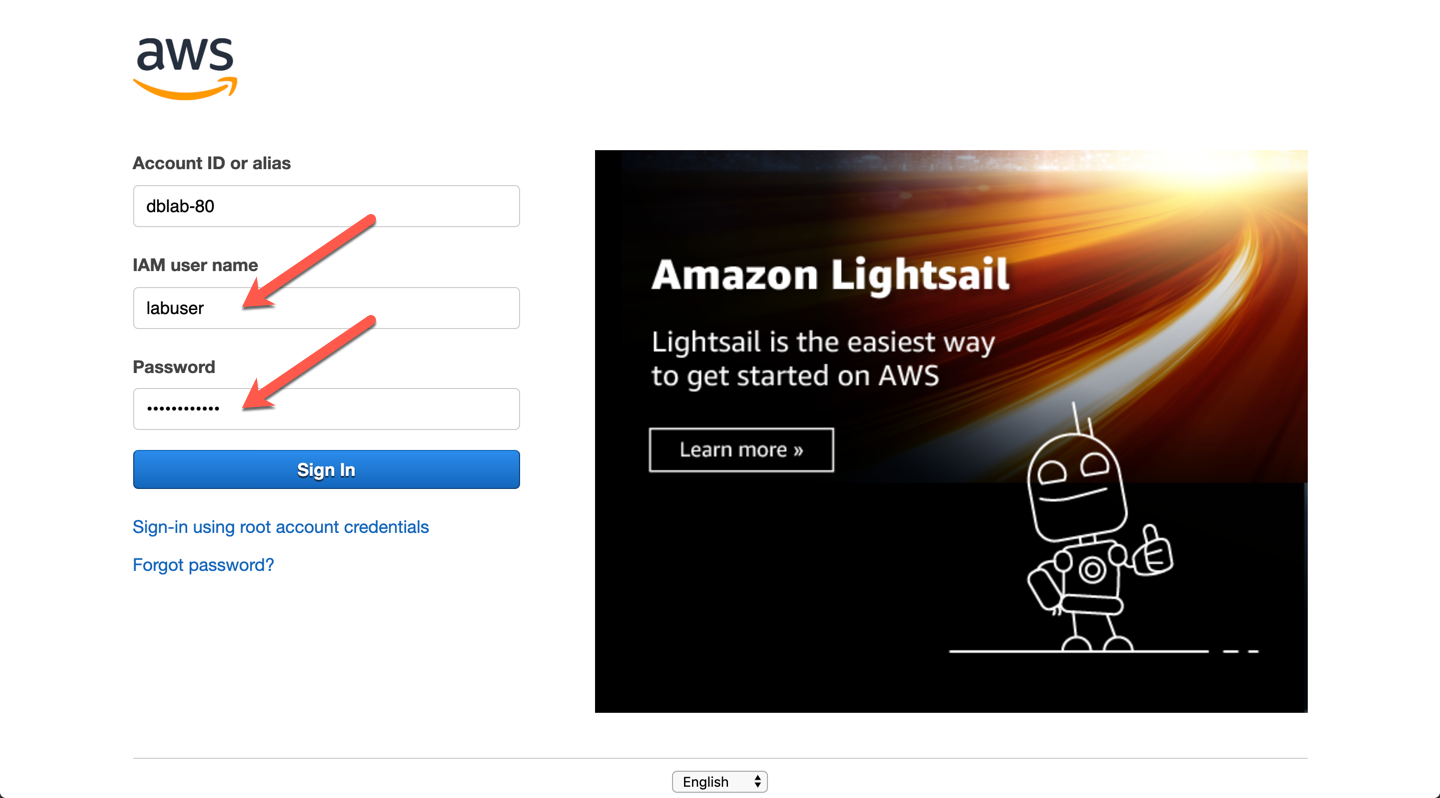 aws
Account ID or alias
dblab-80
IAM user name
labuser
Password
••••••••••••
Sign In
Sign-in using root account credentials
Forgot password?
Amazon Lightsail
Lightsail is the easiest way
to get started on AWS
Learn more »
English